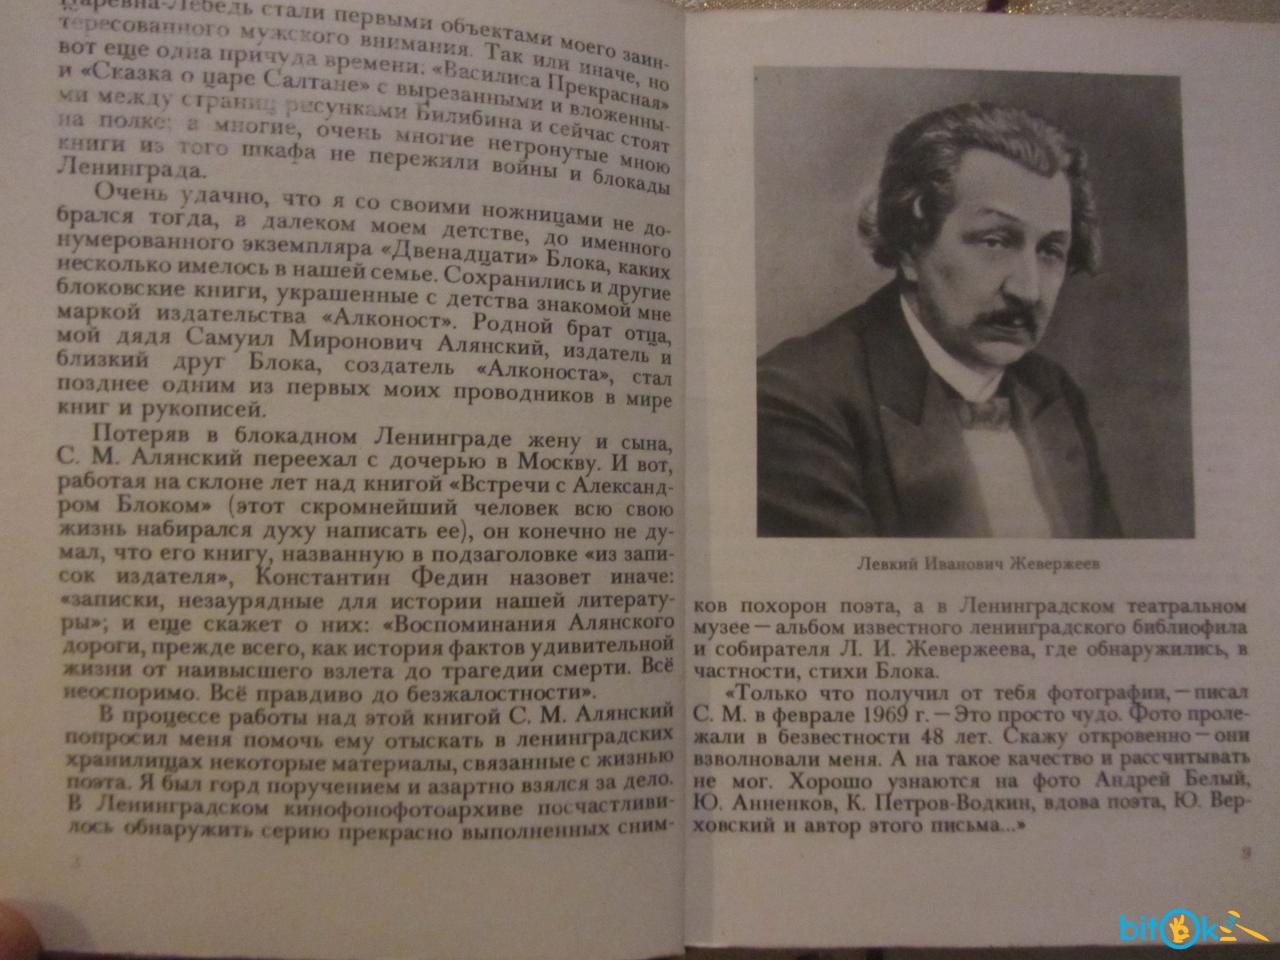 Царевна-Лебедь стали первыми объектами моего заин-
тересованного мужского внимания. Так или иначе, но
вот еще одна причуда времени: «Василиса Прекрасная»
и «Сказка о царе Салтане» с вырезанными и вложенны-
ми между страниц рисунками Билибина и сейчас стоят
на полке; а многие, очень многие нетронутые мною
книги из того шкафа не пережили войны и блокады
Ленинграда.
Очень удачно, что я со своими ножницами не до-
брался тогда, в далеком моем детстве, до именного
нумерованного экземпляра «Двенадцати» Блока, каких
несколько имелось в нашей семье. Сохранились и другие
блоковские книги, украшенные с детства знакомой мне
маркой издательства «Алконост». Родной брат отца,
мой дядя Самуил Миронович Алянский, издатель и
близкий друг Блока, создатель «Алконоста», стал
позднее одним из первых моих проводников в мире
книг и рукописей.
Потеряв в блокадном Ленинграде жену и сына,
С. М. Алянский переехал с дочерью в Москву. И вот,
работая на склоне лет над книгой «Встречи с Александ-
ром Блоком» (этот скромнейший человек всю свою
жизнь набирался духу написать ее), он конечно не ду-
мал, что его книгу, названную в подзаголовке «из запи-
сок издателя», Константин Федин назовет иначе:
«записки, незаурядные для истории нашей литерату-
ры»; и еще скажет о них: «Воспоминания Алянского
дороги, прежде всего, как история фактов удивительной
жизни от наивысшего взлета до трагедии смерти. Всё
неоспоримо. Всё правдиво до безжалостности».
В процессе работы над этой книгой С. М. Алянский
попросил меня помочь ему отыскать в ленинградских
хранилищах некоторые материалы, связанные с жизнью
поэта. Я был горд поручением и азартно взялся за дело.
В Ленинградском кинофонофотоархиве посчастливи-
лось обнаружить серию прекрасно выполненных сним-
Левкий Иванович Жевержеев
ков похорон поэта, а в Ленинградском театральном
музее — альбом известного ленинградского библиофила
и собирателя Л. И. Жевержеева, где обнаружились, в
частности, стихи Блока.
«Только что получил от тебя фотографии, — писал
С. М. в феврале 1969 г. — Это просто чудо. Фото проле-
жали в безвестности 48 лет. Скажу откровенно — они
взволновали меня. А на такое качество и рассчитывать
не мог. Хорошо узнаются на фото Андрей Белый,
Ю. Анненков, К. Петров-Водкин, вдова поэта, Ю. Вер-
ховский и автор этого письма...»
9
bitok